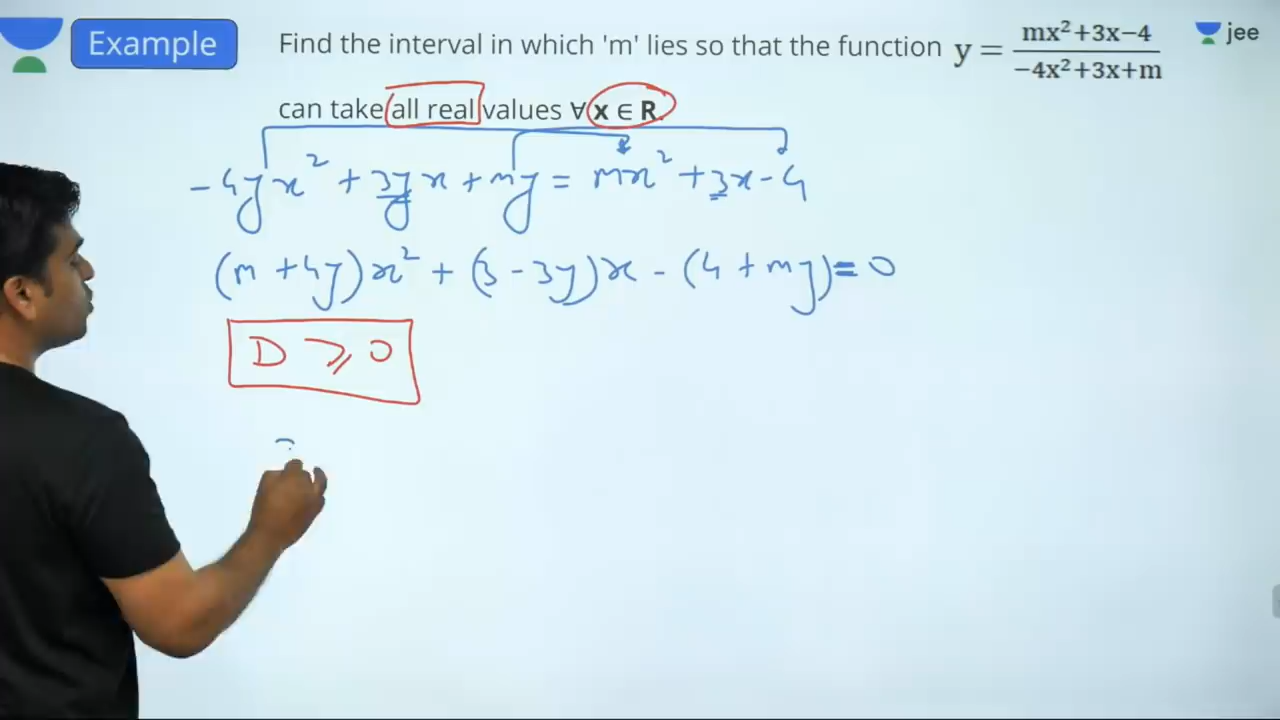 Example
Find the interval in which 'm' lies so that the function y = mx²+3x−4 / −4x²+3x+m
jee
can take all real values ∀ x ∈ R.
-4yx² + 3yx + my = mx² + 3x - 4
(m + 4y)x² + (3 - 3y)x - (4 + my) = 0
D ⩾ 0